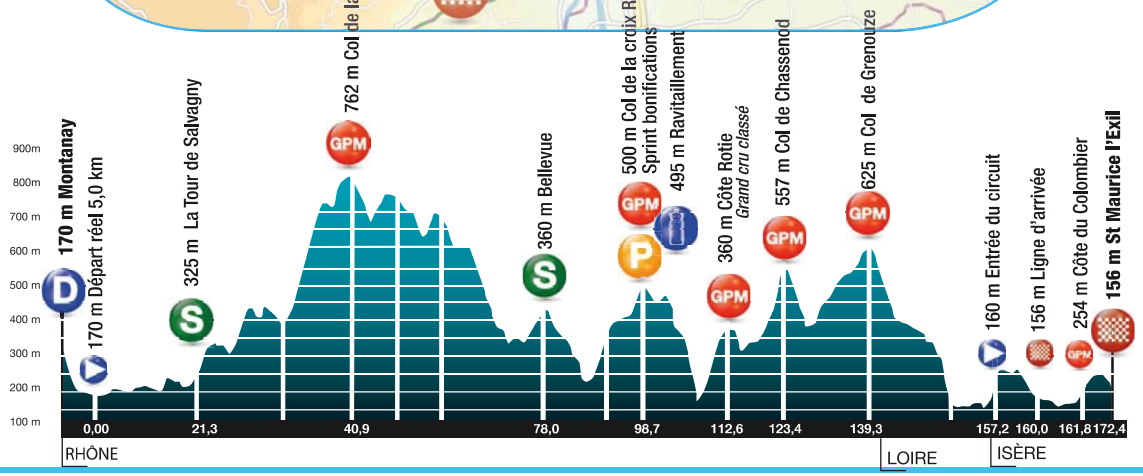 900m
800m
700m
600m
500m
400m
300m
200 m
100 m
170 m Montanay
D
170 m Départ réel 5,0 km
325 m La Tour de Salvagny
S
762 m Col de la
GPM
360 m Bellevue
S
500 m Col de la croix R
Sprint bonifications
GPM
P
495 m Ravitaillement
360 m Côte Rotie
Grand cru classé
GPM
557 m Col de Chassenod
GPM
625 m Col de Grenouze
GPM
160 m Entrée du circuit
156 m Ligne d'arrivée
254 m Côte du Colombier
GPM
156 m St Maurice l'Exil
0,00 21,3 40,9 78,0 98,7 112,6 123,4 139,3 157,2 160,0 161,8 172,4
RHÔNE
LOIRE
ISÈRE